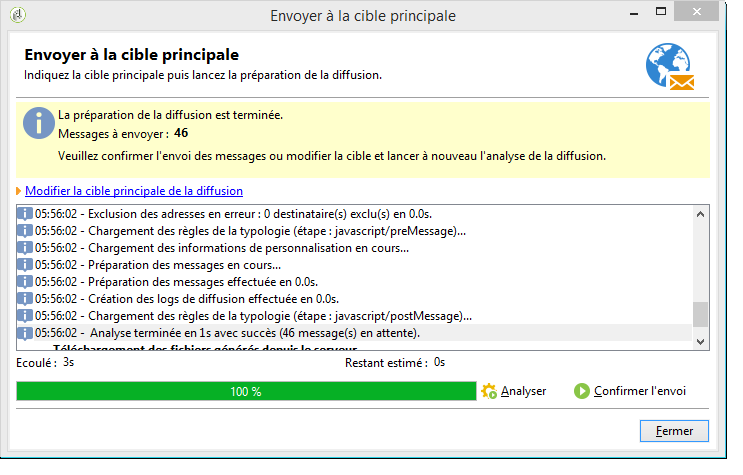 Envoyer à la cible principale
Envoyer à la cible principale
Indiquez la cible principale puis lancez la préparation de la diffusion.
La préparation de la diffusion est terminée.
Messages à envoyer : 46
Veuillez confirmer l'envoi des messages ou modifier la cible et lancer à nouveau l'analyse de la diffusion.
Modifier la cible principale de la diffusion
05:56:02 - Exclusion des adresses en erreur : 0 destinataire(s) exclu(s) en 0.0s.
05:56:02 - Chargement des règles de la typologie (étape : javascript/preMessage)...
05:56:02 - Chargement des informations de personnalisation en cours...
05:56:02 - Préparation des messages en cours...
05:56:02 - Préparation des messages effectuée en 0.0s.
05:56:02 - Création des logs de diffusion effectuée en 0.0s.
05:56:02 - Chargement des règles de la typologie (étape : javascript/postMessage)...
05:56:02 - Analyse terminée en 1s avec succès (46 message(s) en attente).
Téléchargement des fichiers générés depuis le serveur
Ecoulé : 3s Restant estimé : 0s
100 % Analyser Confirmer l'envoi
Fermer